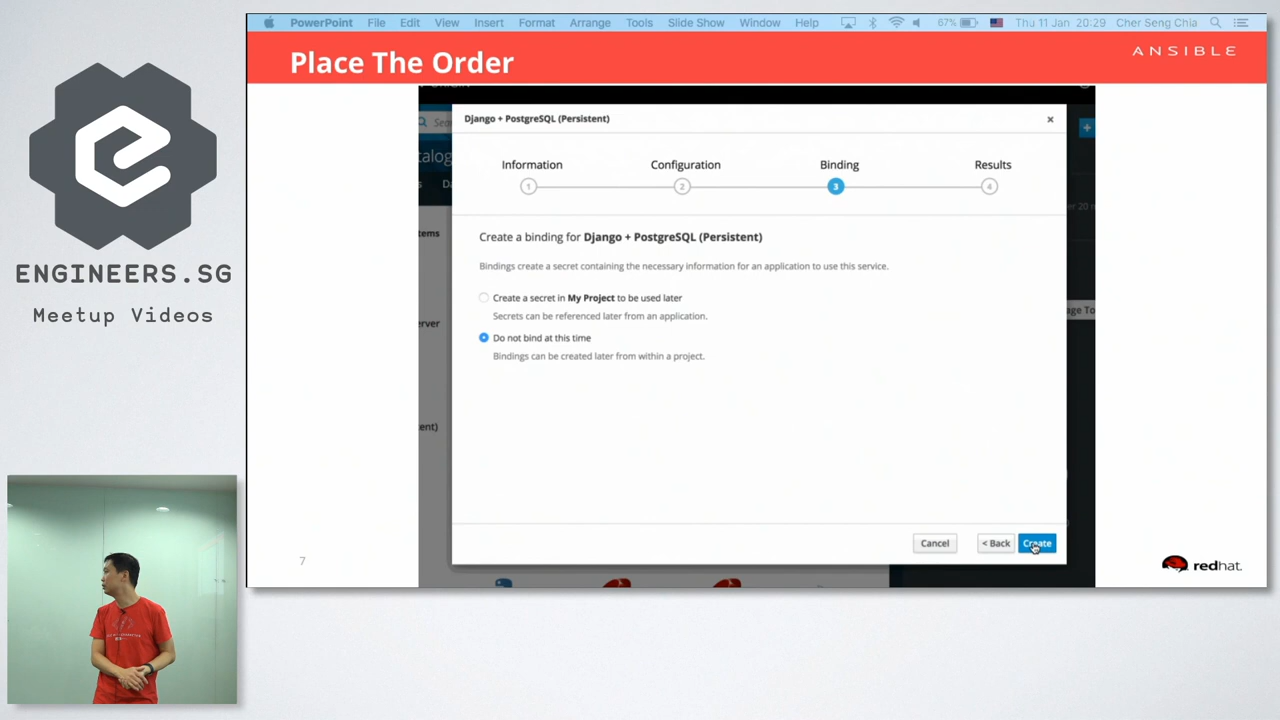 PowerPoint File Edit View Insert Format Arrange Tools Slide Show Window Help 67% Thu 11 Jan 20:29 Cher Seng Chia
Place The Order
ANSIBLE
Django + PostgreSQL (Persistent)
Information Configuration Binding Results
1 2 3 4
Create a binding for Django + PostgreSQL (Persistent)
Bindings create a secret containing the necessary information for an application to use this service.
Create a secret in My Project to be used later
Secrets can be referenced later from an application.
Do not bind at this time
Bindings can be created later from within a project.
Cancel < Back Create
7
redhat.
ENGINEERS.SG
Meetup Videos